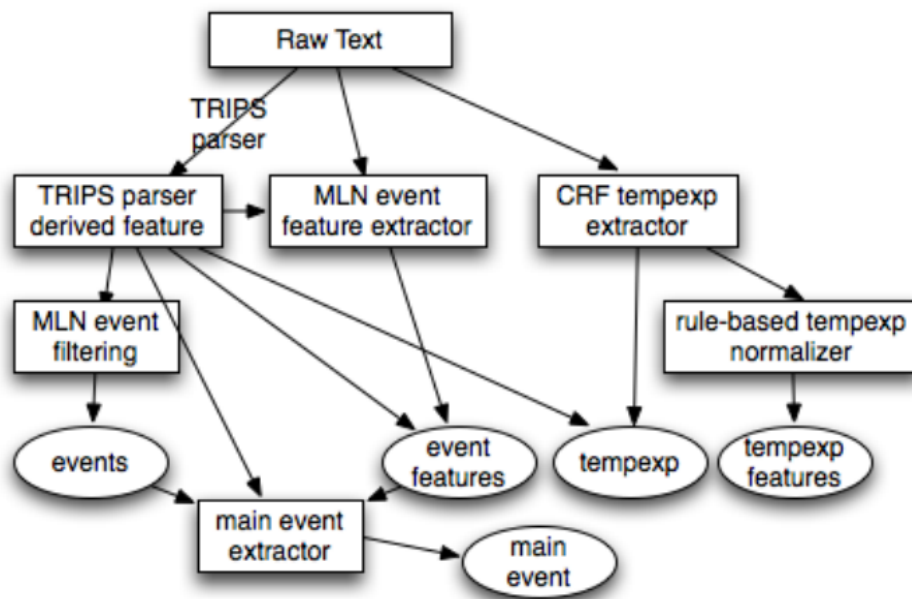 Raw Text
TRIPS
parser
TRIPS parser
derived feature
MLN event
feature extractor
CRF tempexp
extractor
MLN event
filtering
rule-based tempexp
normalizer
events
event
features
tempexp
tempexp
features
main event
extractor
main
event